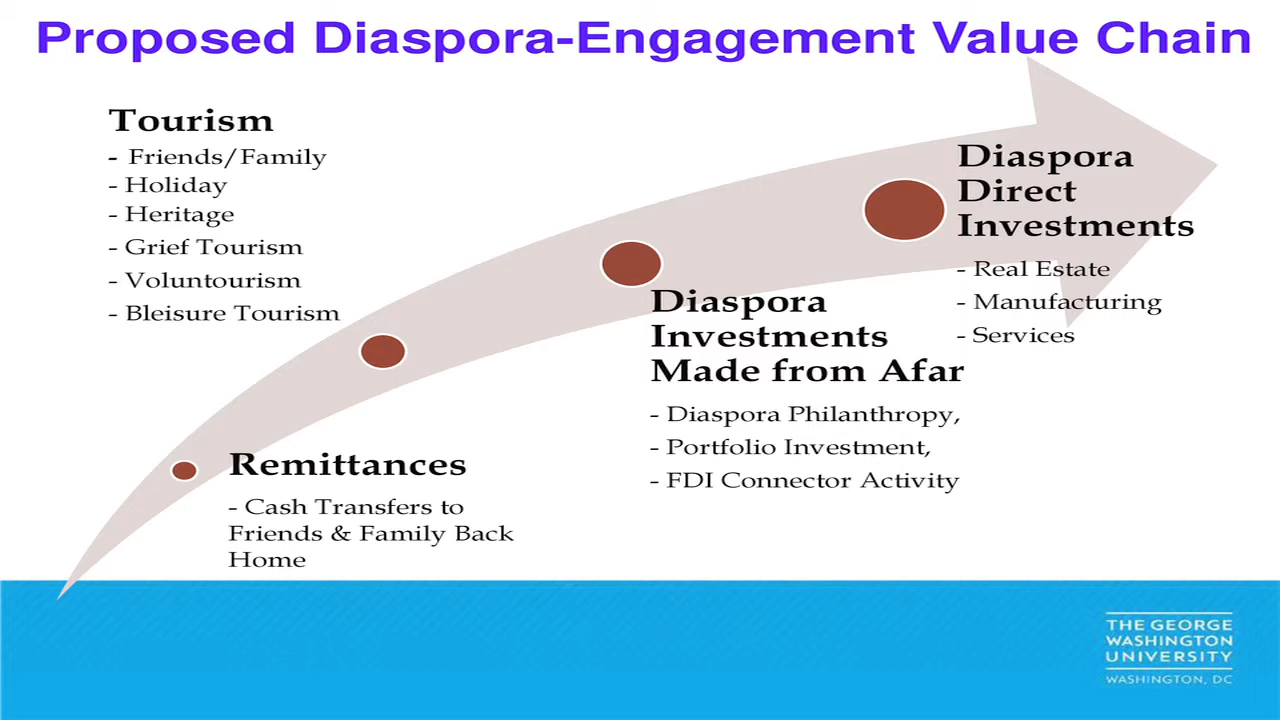 Proposed Diaspora-Engagement Value Chain
Tourism
- Friends/Family
- Holiday
- Heritage
- Grief Tourism
- Voluntourism
- Bleisure Tourism
Remittances
- Cash Transfers to
Friends & Family Back
Home
Diaspora
Investments
Made from Afar
- Diaspora Philanthropy,
- Portfolio Investment,
- FDI Connector Activity
Diaspora
Direct
Investments
- Real Estate
- Manufacturing
- Services
THE GEORGE
WASHINGTON
UNIVERSITY
WASHINGTON, DC